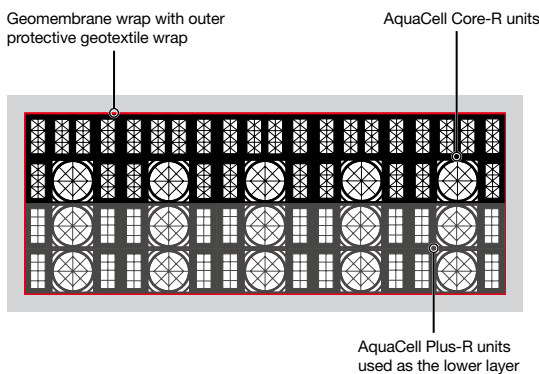 Geomembrane wrap with outer
protective geotextile wrap
AquaCell Core-R units
AquaCell Plus-R units
used as the lower layer